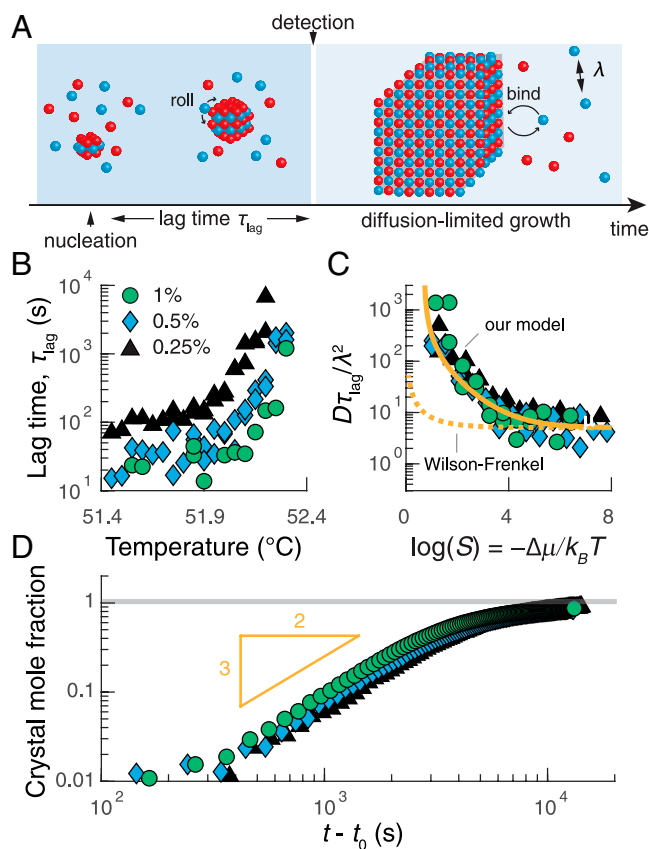 A
detection
roll
bind
λ
lag time τlag
diffusion-limited growth
nucleation
time
B
C
1%
0.5%
0.25%
10⁴
10³
10²
10¹
Lag time, τlag (s)
51.4
51.9
52.4
Temperature (°C)
10³
10²
10¹
10⁰
Dτlag/λ²
our model
Wilson-Frenkel
0
4
8
log(S) = −Δμ/kBT
D
1
0.1
0.01
Crystal mole fraction
2
3
10²
10³
10⁴
t - t₀ (s)